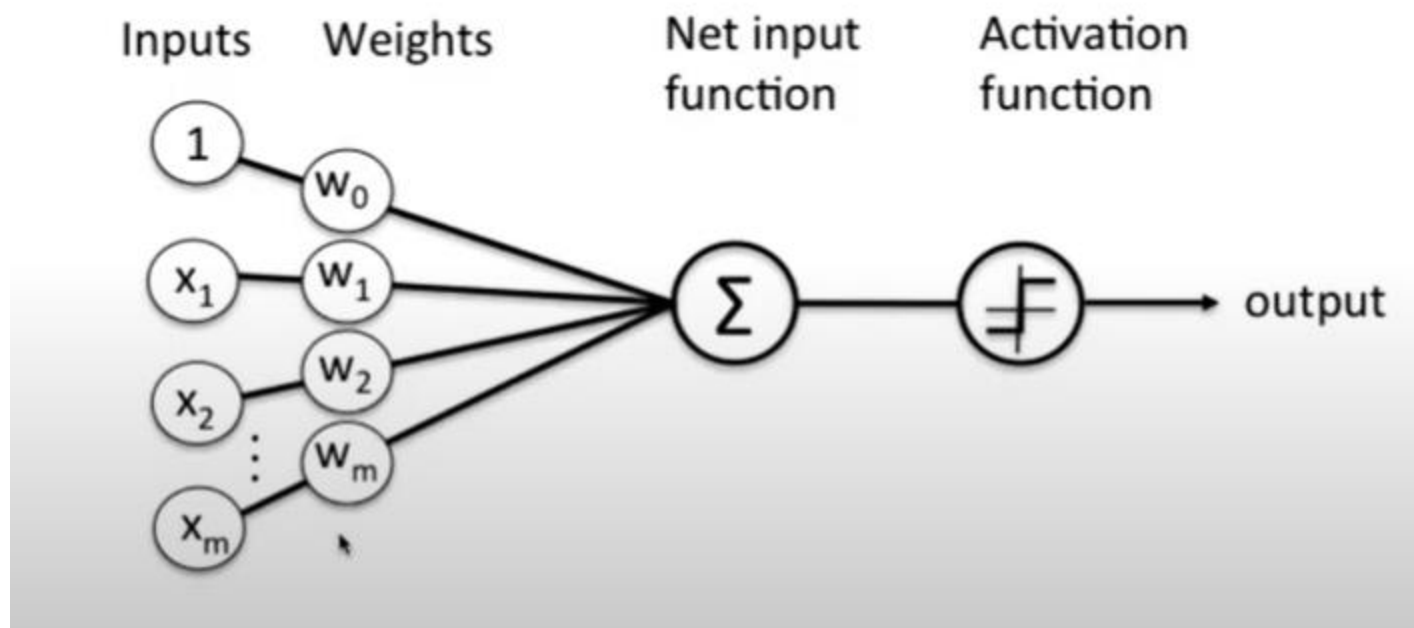 Inputs
Weights
Net input
function
Activation
function
1
w₀
x₁
w₁
x₂
w₂
⋮
xₘ
wₘ
Σ
output